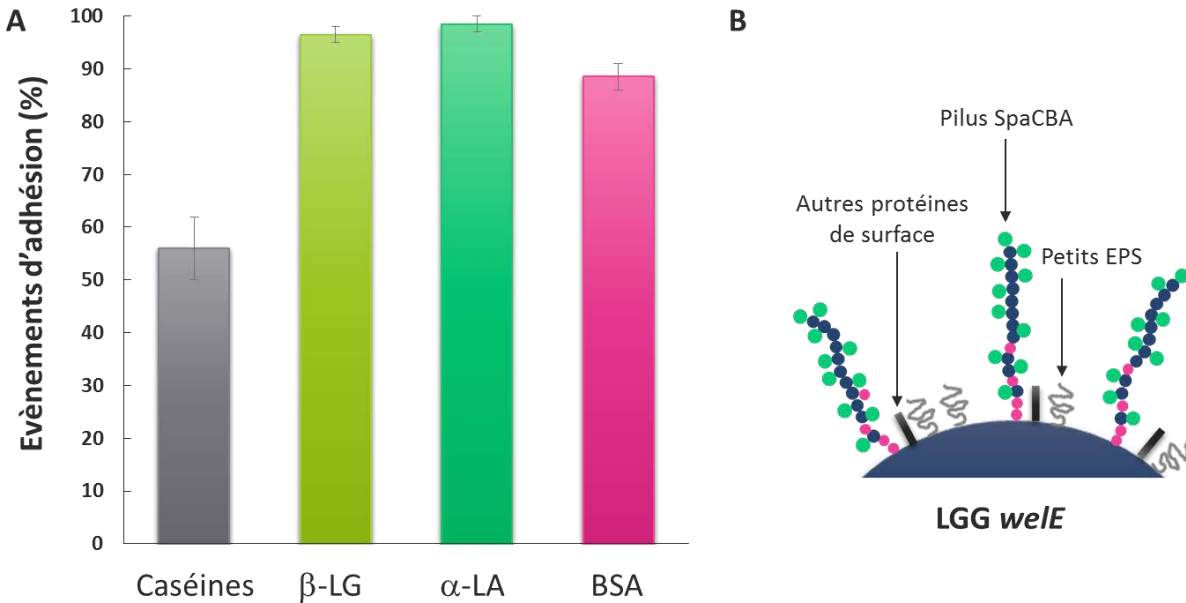 A
Evènements d’adhésion (%)
100
90
80
70
60
50
40
30
20
10
0
Caséines
β-LG
α-LA
BSA
B
Pilus SpaCBA
Autres protéines
de surface
Petits EPS
LGG welE